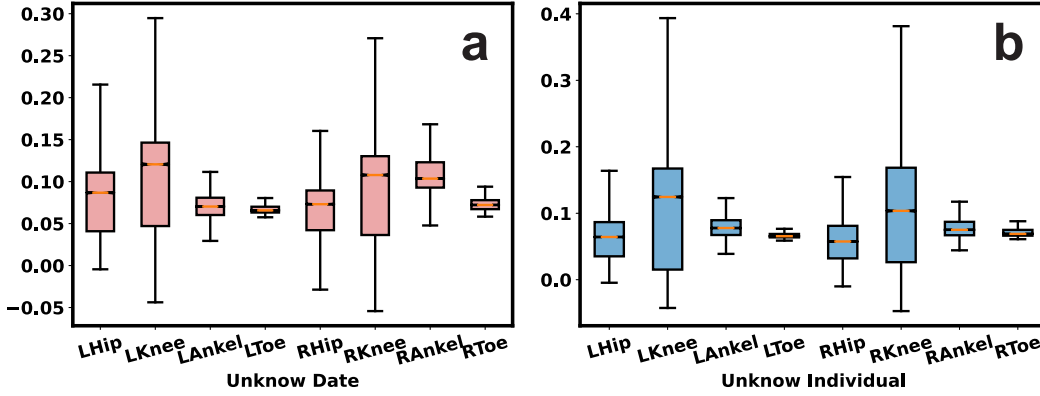 a
0.30
0.25
0.20
0.15
0.10
0.05
0.00
−0.05
LHip LKnee LAnkel LToe RHip RKnee RAnkel RToe
Unknow Date
b
0.4
0.3
0.2
0.1
0.0
LHip LKnee LAnkel LToe RHip RKnee RAnkel RToe
Unknow Individual